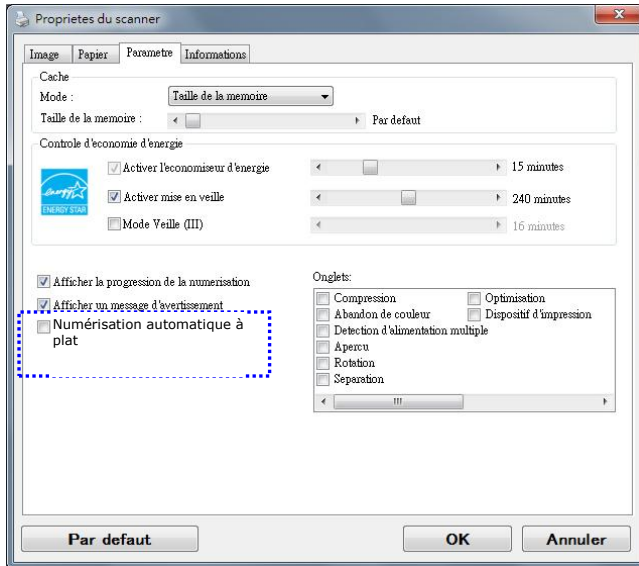 Proprietes du scanner
Image Papier Parametre Informations
Cache
Mode : Taille de la memoire
Taille de la memoire : Par defaut
Controle d'economie d'energie
energy
ENERGY STAR
Activer l'economiseur d'energie 15 minutes
Activer mise en veille 240 minutes
Mode Veille (III) 16 minutes
Afficher la progression de la numerisation
Afficher un message d'avertissement
Numérisation automatique à
plat
Onglets:
Compression Optimisation
Abandon de couleur Dispositif d'impression
Detection d'alimentation multiple
Apercu
Rotation
Separation
Par defaut OK Annuler